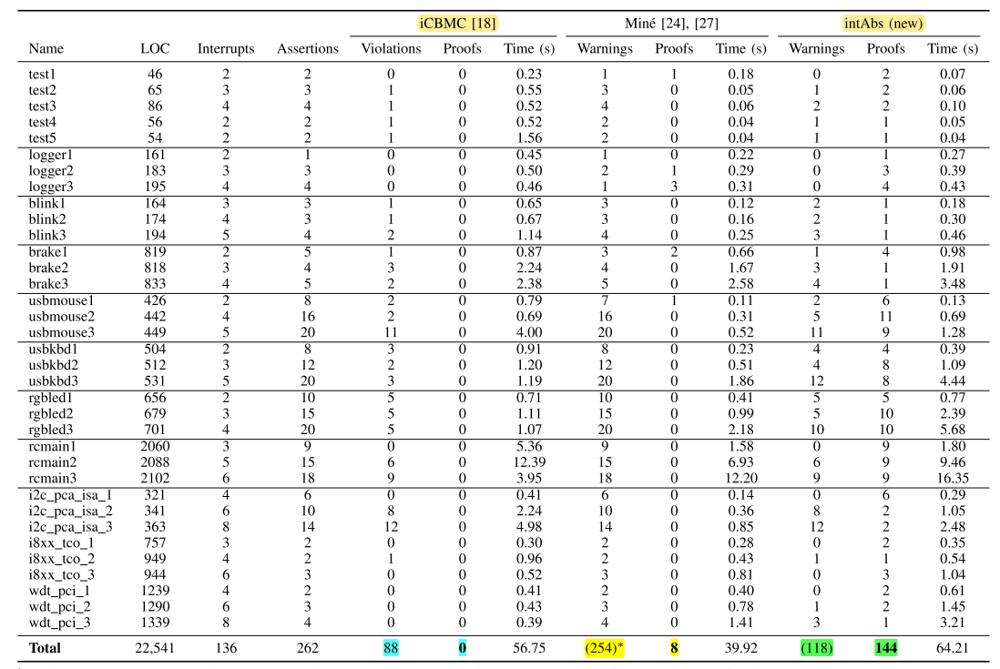 iCBMC [18] Miné [24], [27] intAbs (new)
Name LOC Interrupts Assertions Violations Proofs Time (s) Warnings Proofs Time (s) Warnings Proofs Time (s)
test1 46 2 2 0 0 0.23 1 1 0.18 0 2 0.07
test2 65 3 3 1 0 0.55 3 0 0.05 1 2 0.06
test3 86 4 4 1 0 0.52 4 0 0.06 2 2 0.10
test4 56 2 2 1 0 0.52 2 0 0.04 1 1 0.05
test5 54 2 2 1 0 1.56 2 0 0.04 1 1 0.04
logger1 161 2 1 0 0 0.45 1 0 0.22 0 1 0.27
logger2 183 3 3 0 0 0.50 2 1 0.29 0 3 0.39
logger3 195 4 4 0 0 0.46 1 3 0.31 0 4 0.43
blink1 164 3 3 1 0 0.65 3 0 0.12 2 1 0.18
blink2 174 4 3 1 0 0.67 3 0 0.16 2 1 0.30
blink3 194 5 4 2 0 1.14 4 0 0.25 3 1 0.46
brake1 819 2 5 1 0 0.87 3 2 0.66 1 4 0.98
brake2 818 3 4 3 0 2.24 4 0 1.67 3 1 1.91
brake3 833 4 5 2 0 2.38 5 0 2.58 4 1 3.48
usbmouse1 426 2 8 2 0 0.79 7 1 0.11 2 6 0.13
usbmouse2 442 4 16 2 0 0.69 16 0 0.31 5 11 0.69
usbmouse3 449 5 20 11 0 4.00 20 0 0.52 11 9 1.28
usbkbd1 504 2 8 3 0 0.91 8 0 0.23 4 4 0.39
usbkbd2 512 3 12 2 0 1.20 12 0 0.51 4 8 1.09
usbkbd3 531 5 20 3 0 1.19 20 0 1.86 12 8 4.44
rgbled1 656 2 10 5 0 0.71 10 0 0.41 5 5 0.77
rgbled2 679 3 15 5 0 1.11 15 0 0.99 5 10 2.39
rgbled3 701 4 20 5 0 1.07 20 0 2.18 10 10 5.68
rcmain1 2060 3 9 0 0 5.36 9 0 1.58 0 9 1.80
rcmain2 2088 5 15 6 0 12.39 15 0 6.93 6 9 9.46
rcmain3 2102 6 18 9 0 3.95 18 0 12.20 9 9 16.35
i2c_pca_isa_1 321 4 6 0 0 0.41 6 0 0.14 0 6 0.29
i2c_pca_isa_2 341 6 10 8 0 2.24 10 0 0.36 8 2 1.05
i2c_pca_isa_3 363 8 14 12 0 4.98 14 0 0.85 12 2 2.48
i8xx_tco_1 757 3 2 0 0 0.30 2 0 0.28 0 2 0.35
i8xx_tco_2 949 4 2 1 0 0.96 2 0 0.43 1 1 0.54
i8xx_tco_3 944 6 3 0 0 0.52 3 0 0.81 0 3 1.04
wdt_pci_1 1239 4 2 0 0 0.41 2 0 0.40 0 2 0.61
wdt_pci_2 1290 6 3 0 0 0.43 3 0 0.78 1 2 1.45
wdt_pci_3 1339 8 4 0 0 0.39 4 0 1.41 3 1 3.21
Total 22,541 136 262 88 0 56.75 (254)* 8 39.92 (118) 144 64.21